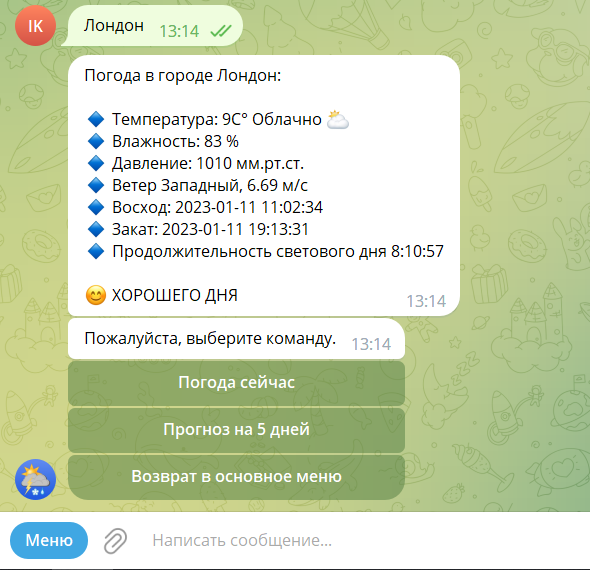 ІК
Лондон 13:14
Погода в городе Лондон:
Температура: 9C° Облачно
Влажность: 83 %
Давление: 1010 мм.рт.ст.
Ветер Западный, 6.69 м/с
Восход: 2023-01-11 11:02:34
Закат: 2023-01-11 19:13:31
Продолжительность светового дня 8:10:57
😊 ХОРОШЕГО ДНЯ 13:14
Пожалуйста, выберите команду. 13:14
Погода сейчас
Прогноз на 5 дней
Возврат в основное меню
Меню Написать сообщение...